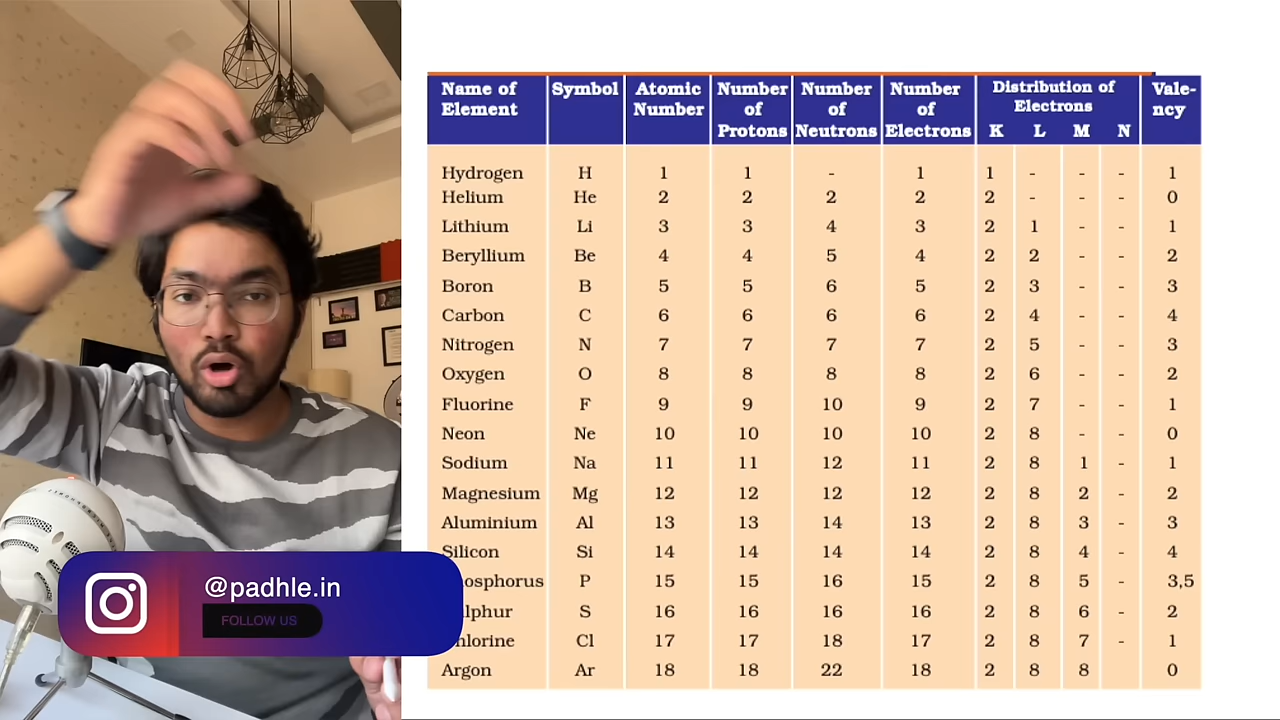 Name of Element Symbol Atomic Number Number of Protons Number of Neutrons Number of Electrons Distribution of Electrons K L M N Vale-ncy
Hydrogen H 1 1 - 1 1 - - - 1
Helium He 2 2 2 2 2 - - - 0
Lithium Li 3 3 4 3 2 1 - - 1
Beryllium Be 4 4 5 4 2 2 - - 2
Boron B 5 5 6 5 2 3 - - 3
Carbon C 6 6 6 6 2 4 - - 4
Nitrogen N 7 7 7 7 2 5 - - 3
Oxygen O 8 8 8 8 2 6 - - 2
Fluorine F 9 9 10 9 2 7 - - 1
Neon Ne 10 10 10 10 2 8 - - 0
Sodium Na 11 11 12 11 2 8 1 - 1
Magnesium Mg 12 12 12 12 2 8 2 - 2
Aluminium Al 13 13 14 13 2 8 3 - 3
Silicon Si 14 14 14 14 2 8 4 - 4
osphorus P 15 15 16 15 2 8 5 - 3,5
lphur S 16 16 16 16 2 8 6 - 2
hlorine Cl 17 17 18 17 2 8 7 - 1
Argon Ar 18 18 22 18 2 8 8 0
@padhle.in
FOLLOW US